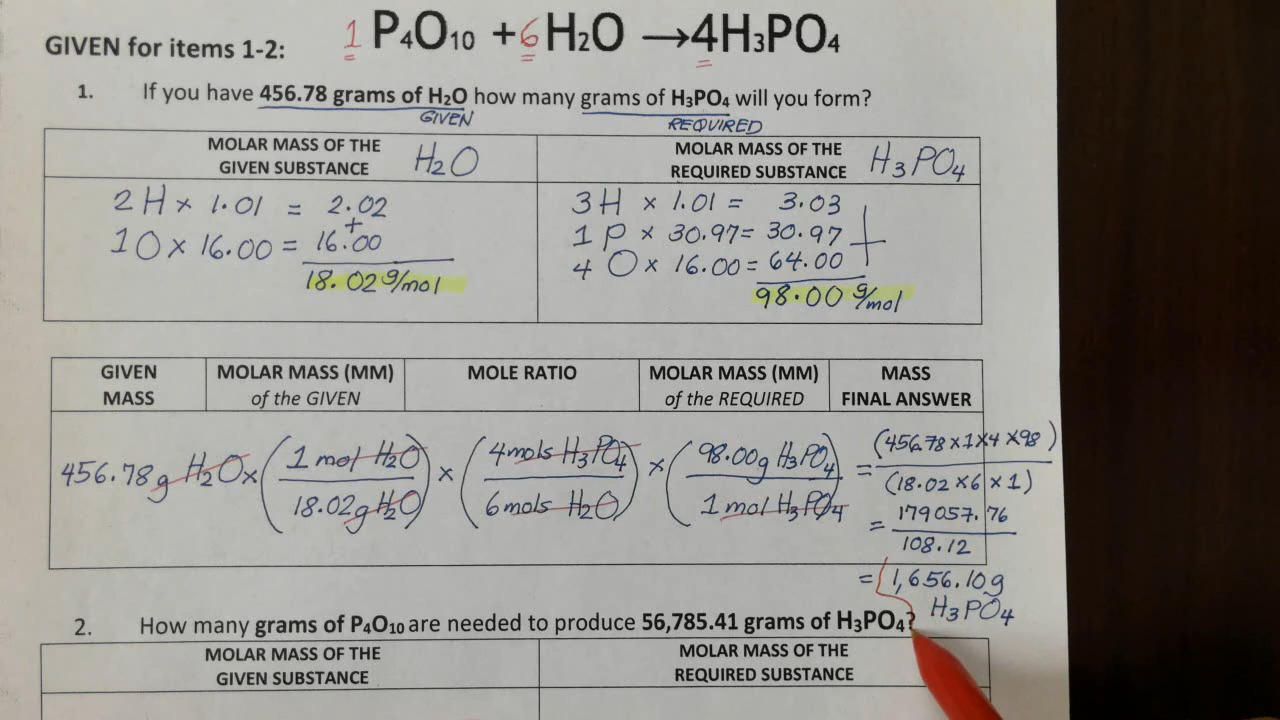 GIVEN for items 1-2: 1 P₄O₁₀ + 6 H₂O → 4H₃PO₄
1. If you have 456.78 grams of H₂O how many grams of H₃PO₄ will you form?
GIVEN REQUIRED
MOLAR MASS OF THE GIVEN SUBSTANCE H₂O
MOLAR MASS OF THE REQUIRED SUBSTANCE H₃PO₄
2H × 1.01 = 2.02
+
1O × 16.00 = 16.00
18.02 g/mol
3H × 1.01 = 3.03
1P × 30.97 = 30.97 +
4 O × 16.00 = 64.00
98.00 g/mol
GIVEN MASS
MOLAR MASS (MM) of the GIVEN
MOLE RATIO
MOLAR MASS (MM) of the REQUIRED
MASS FINAL ANSWER
456.78g H₂O × (1 mol H₂O / 18.02g H₂O) × (4mols H₃PO₄ / 6mols H₂O) × (98.00g H₃PO₄ / 1 mol H₃PO₄) = (456.78×1×4×98) / (18.02×6×1)
= 179057.76 / 108.12
= 1,656.10g
H₃PO₄
2. How many grams of P₄O₁₀ are needed to produce 56,785.41 grams of H₃PO₄?
MOLAR MASS OF THE GIVEN SUBSTANCE
MOLAR MASS OF THE REQUIRED SUBSTANCE